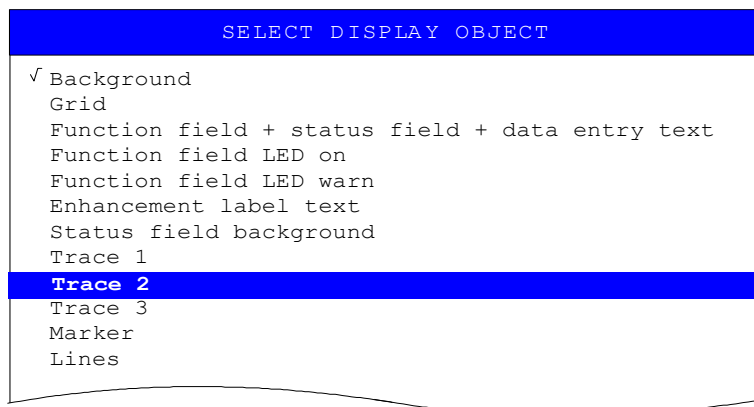 SELECT DISPLAY OBJECT
√ Background
Grid
Function field + status field + data entry text
Function field LED on
Function field LED warn
Enhancement label text
Status field background
Trace 1
Trace 2
Trace 3
Marker
Lines